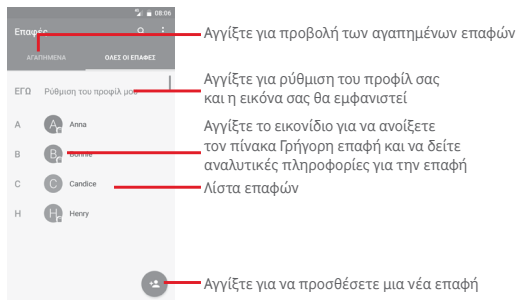 08:06
Επαφές
Αγγίξτε για προβολή των αγαπημένων επαφών
ΑΓΑΠΗΜΕΝΑ ΟΛΕΣ ΟΙ ΕΠΑΦΕΣ
ΕΓΩ Ρύθμιση του προφίλ μου
Αγγίξτε για ρύθμιση του προφίλ σας
και η εικόνα σας θα εμφανιστεί
A A Anna
B B Bonnie
C C Candice
H H Henry
Αγγίξτε το εικονίδιο για να ανοίξετε
τον πίνακα Γρήγορη επαφή και να δείτε
αναλυτικές πληροφορίες για την επαφή
Λίστα επαφών
Αγγίξτε για να προσθέσετε μια νέα επαφή